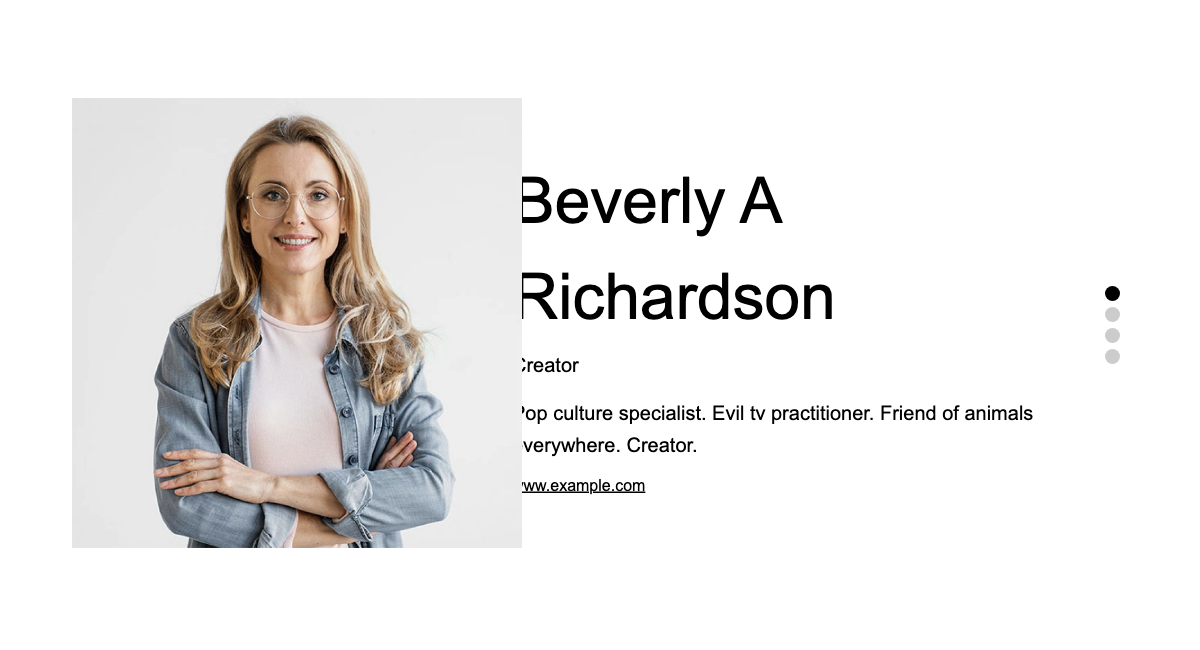 Beverly A
Richardson
Creator
Pop culture specialist. Evil tv practitioner. Friend of animals
everywhere. Creator.
www.example.com